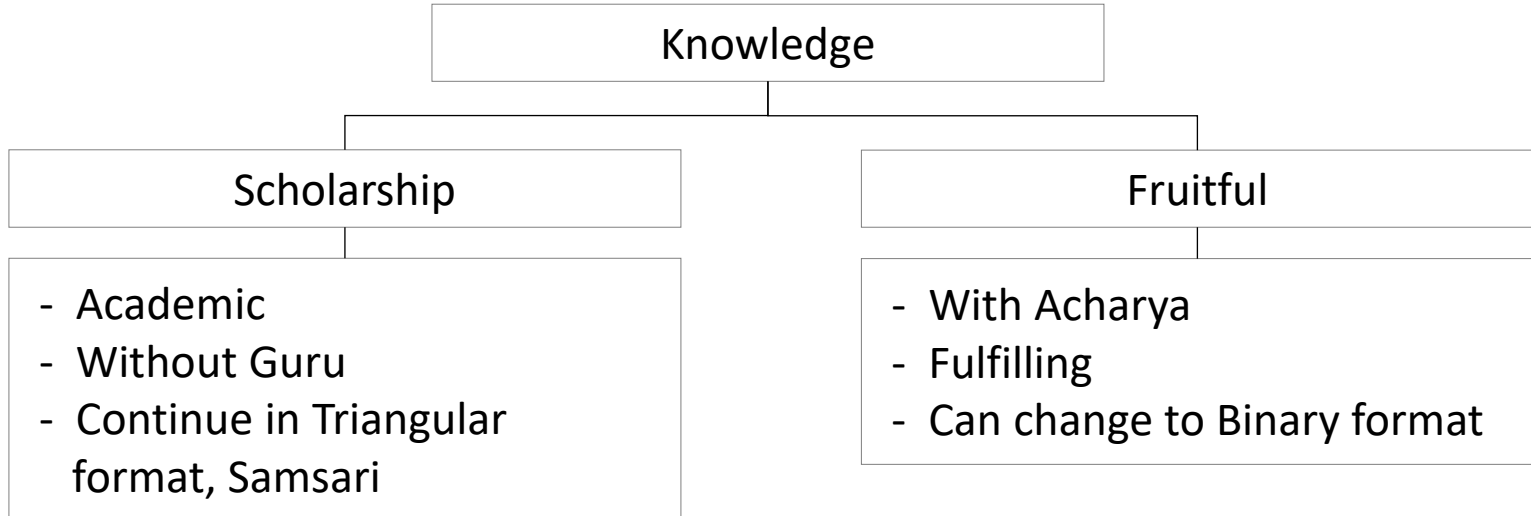 Knowledge
Scholarship
Fruitful
- Academic
- Without Guru
- Continue in Triangular
format, Samsari
- With Acharya
- Fulfilling
- Can change to Binary format